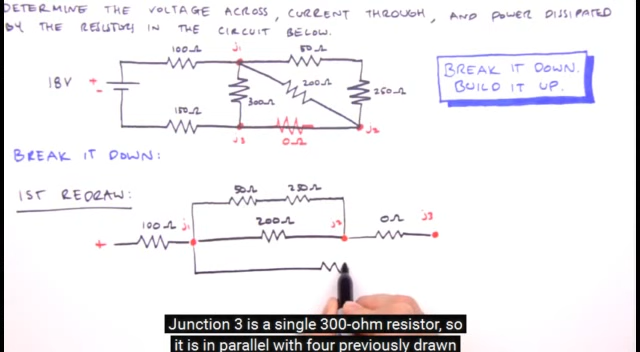 DETERMINE THE VOLTAGE ACROSS, CURRENT THROUGH, AND POWER DISSIPATED
BY THE RESISTORS IN THE CIRCUIT BELOW.
100Ω
j1
50Ω
18V
+
-
300Ω
200Ω
250Ω
150Ω
j3
0Ω
j2
BREAK IT DOWN.
BUILD IT UP.
BREAK IT DOWN:
1ST REDRAW:
50Ω
250Ω
100Ω
j1
200Ω
j2
0Ω
j3
+
Junction 3 is a single 300-ohm resistor, so
it is in parallel with four previously drawn